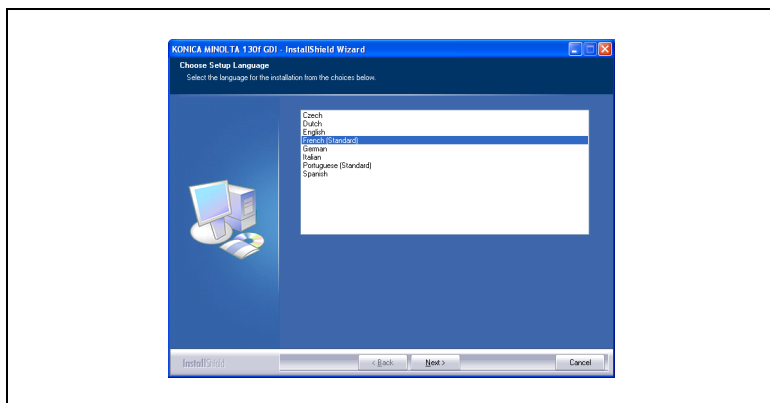 KONICA MINOLTA 130f GDI - InstallShield Wizard
Choose Setup Language
Select the language for the installation from the choices below.
Czech
Dutch
English
French (Standard)
German
Italian
Portuguese (Standard)
Spanish
InstallShield
< Back
Next >
Cancel